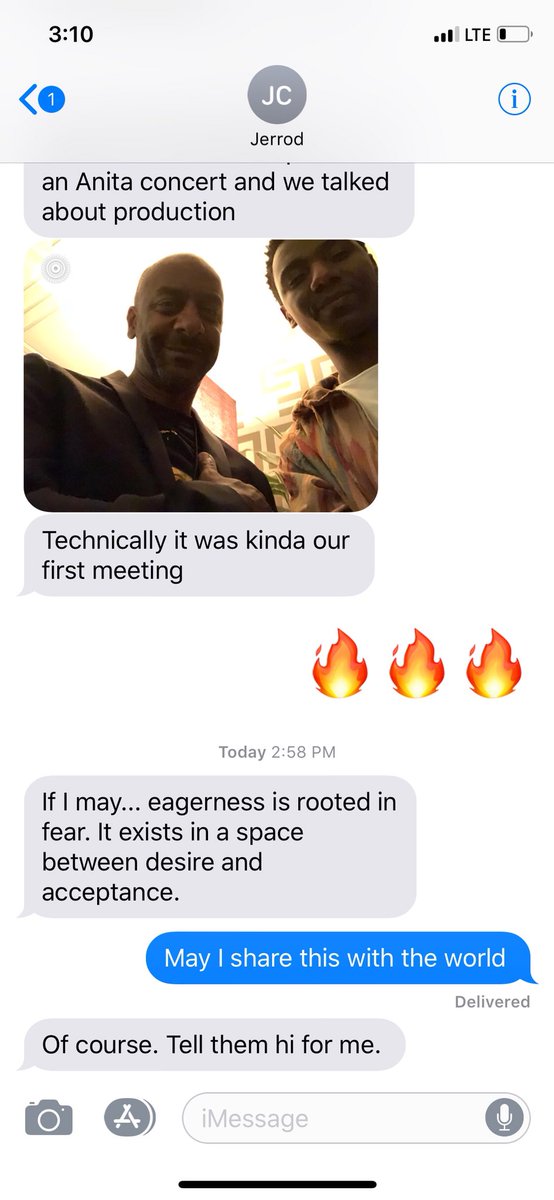 3:10
LTE
1
JC
Jerrod
an Anita concert and we talked
about production
Technically it was kinda our
first meeting
Today 2:58 PM
If I may... eagerness is rooted in
fear. It exists in a space
between desire and
acceptance.
May I share this with the world
Delivered
Of course. Tell them hi for me.
iMessage